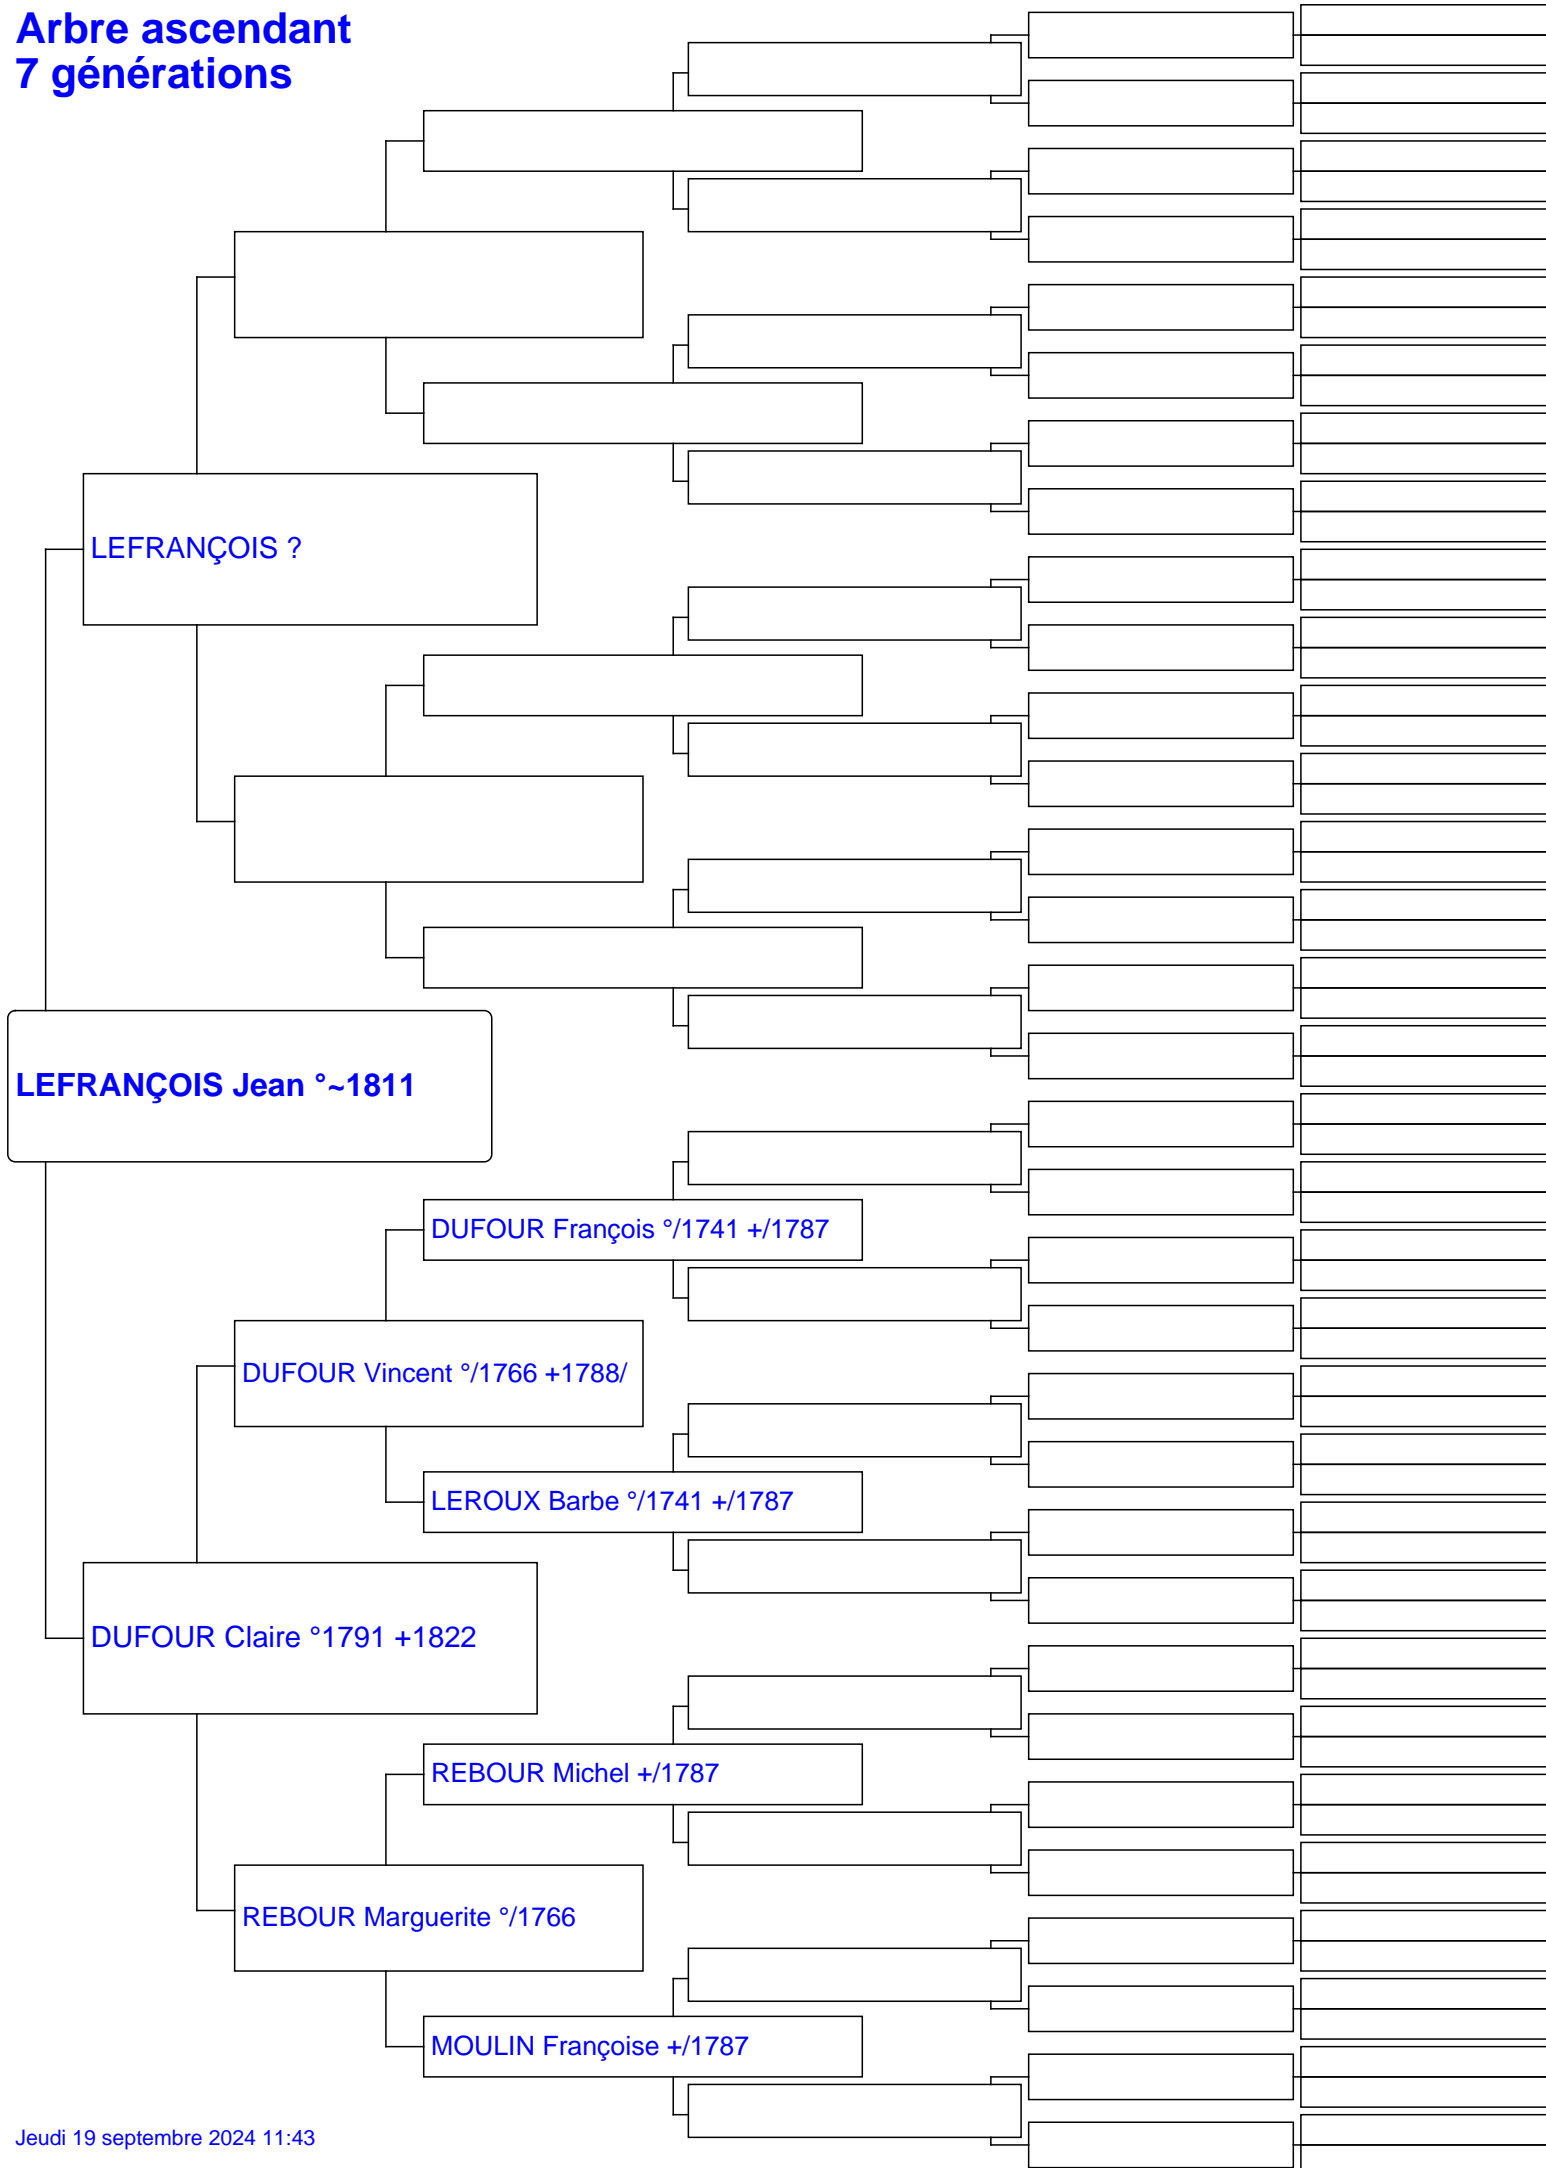 Arbre ascendant
7 générations
LEFRANÇOIS ?
LEFRANÇOIS Jean °~1811
DUFOUR François °/1741 +/1787
DUFOUR Vincent °/1766 +1788/
LEROUX Barbe °/1741 +/1787
DUFOUR Claire °1791 +1822
REBOUR Michel +/1787
REBOUR Marguerite °/1766
MOULIN Françoise +/1787
Jeudi 19 septembre 2024 11:43